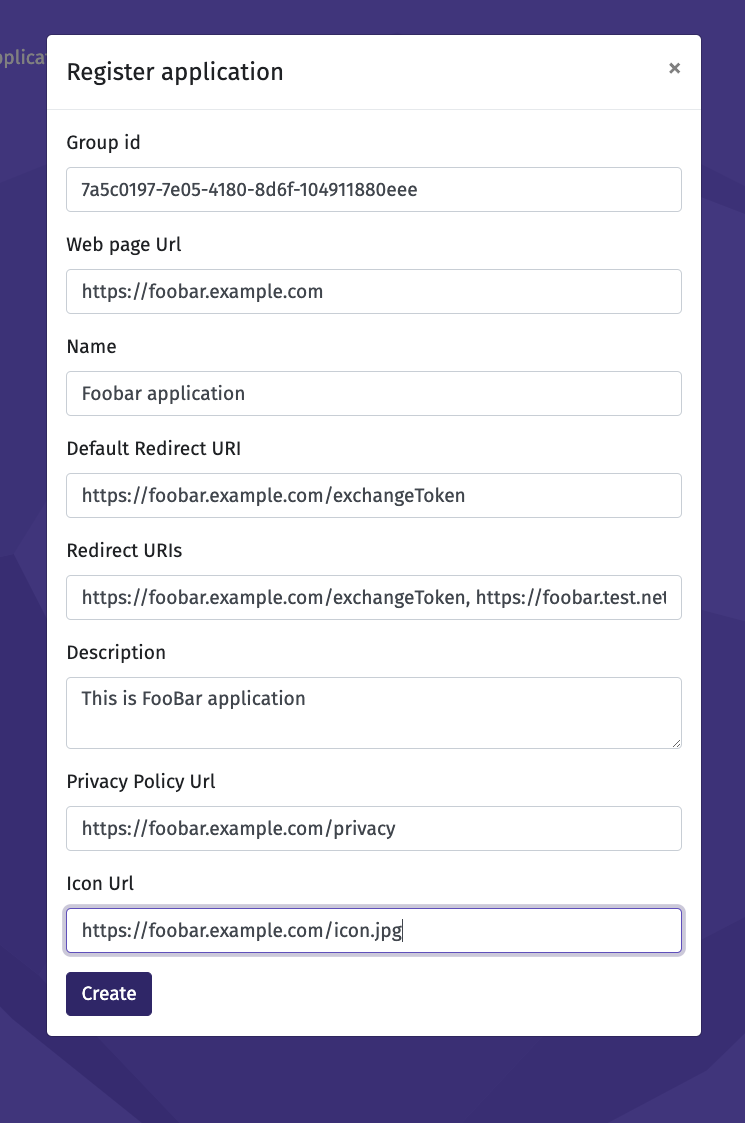 Register application
×
Group id
7a5c0197-7e05-4180-8d6f-104911880eee
Web page Url
https://foobar.example.com
Name
Foobar application
Default Redirect URI
https://foobar.example.com/exchangeToken
Redirect URIs
https://foobar.example.com/exchangeToken, https://foobar.test.net
Description
This is FooBar application
Privacy Policy Url
https://foobar.example.com/privacy
Icon Url
https://foobar.example.com/icon.jpg
Create